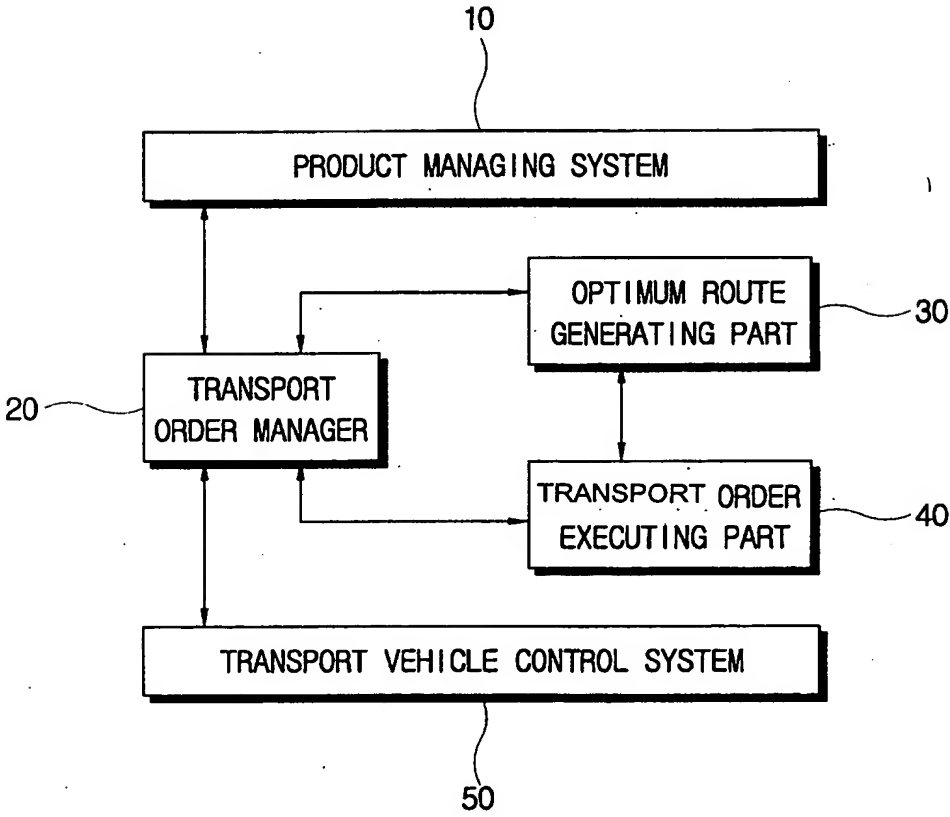 10
PRODUCT MANAGING SYSTEM
OPTIMUM ROUTE
GENERATING PART
30
TRANSPORT
ORDER MANAGER
20
TRANSPORT ORDER
EXECUTING PART
40
TRANSPORT VEHICLE CONTROL SYSTEM
50